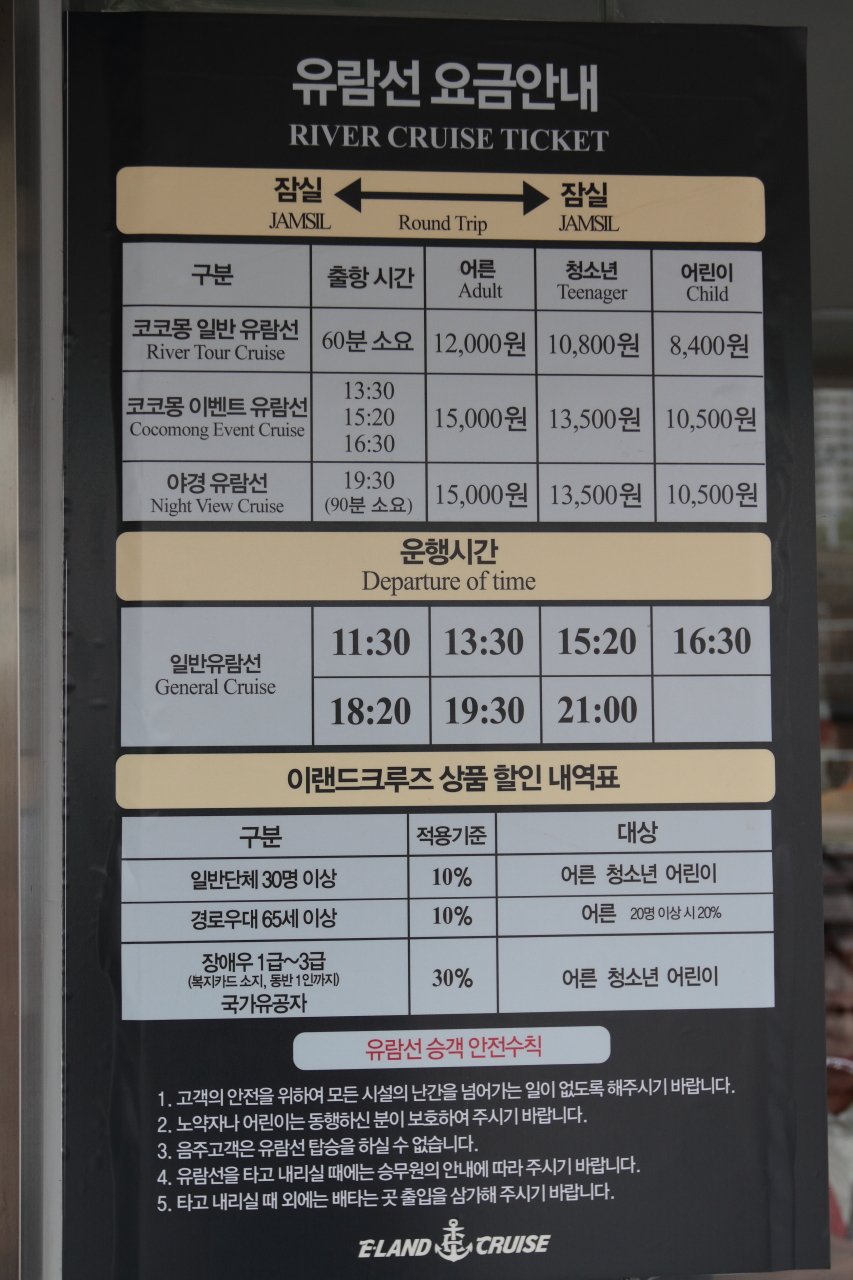 유람선 요금안내
RIVER CRUISE TICKET
잠실 잠실
JAMSIL Round Trip JAMSIL
구분 출항 시간 어른 Adult 청소년 Teenager 어린이 Child
코코몽 일반 유람선 River Tour Cruise 60분 소요 12,000원 10,800원 8,400원
코코몽 이벤트 유람선 Cocomong Event Cruise 13:30 15:20 16:30 15,000원 13,500원 10,500원
야경 유람선 Night View Cruise 19:30 (90분 소요) 15,000원 13,500원 10,500원
운행시간
Departure of time
일반유람선 General Cruise 11:30 13:30 15:20 16:30
18:20 19:30 21:00
이랜드크루즈 상품 할인 내역표
구분 적용기준 대상
일반단체 30명 이상 10% 어른 청소년 어린이
경로우대 65세 이상 10% 어른 20명 이상 시 20%
장애우 1급~3급 (복지카드 소지, 동반 1인까지) 국가유공자 30% 어른 청소년 어린이
유람선 승객 안전수칙
1. 고객의 안전을 위하여 모든 시설의 난간을 넘어가는 일이 없도록 해주시기 바랍니다.
2. 노약자나 어린이는 동행하신 분이 보호하여 주시기 바랍니다.
3. 음주고객은 유람선 탑승을 하실 수 없습니다.
4. 유람선을 타고 내리실 때에는 승무원의 안내에 따라 주시기 바랍니다.
5. 타고 내리실 때 외에는 배타는 곳 출입을 삼가해 주시기 바랍니다.
E·LAND CRUISE